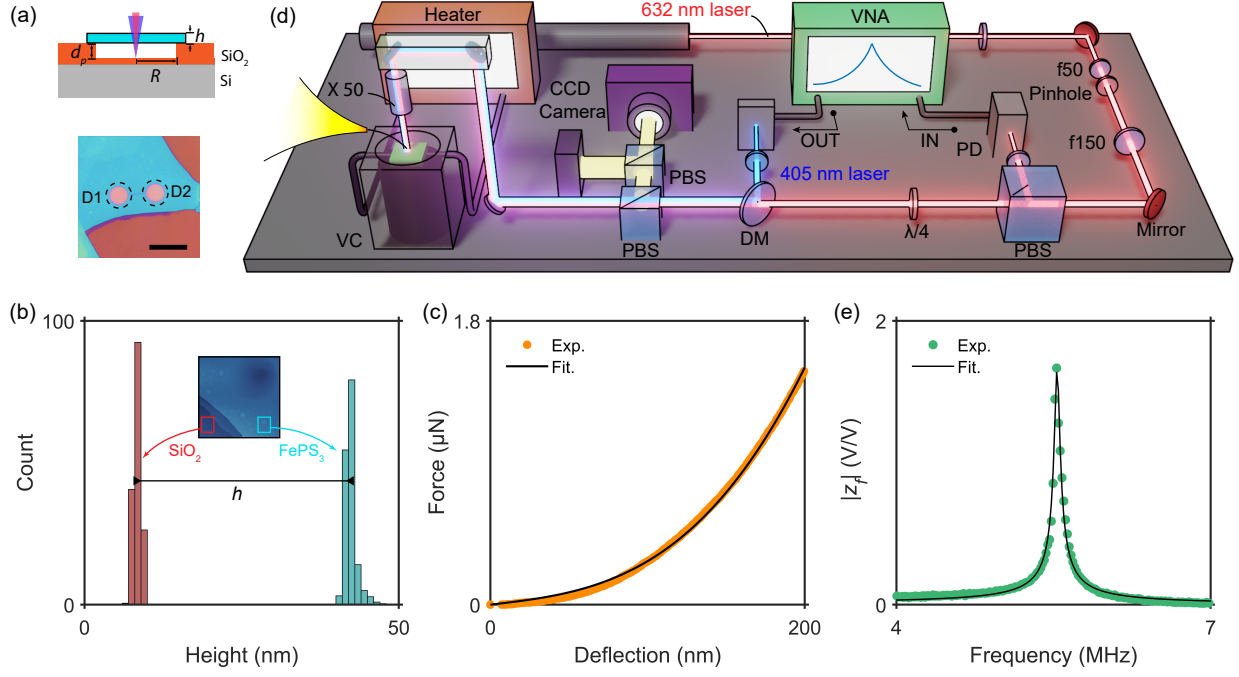 (a)
h
d_p
R
SiO₂
Si
D1
D2
(d)
Heater
632 nm laser
VNA
X 50
CCD
Camera
f50
Pinhole
OUT
IN
PD
f150
PBS
405 nm laser
VC
PBS
DM
λ/4
PBS
Mirror
(b)
100
Count
0
SiO₂
FePS₃
h
0
50
Height (nm)
(c)
1.8
Exp.
Fit.
Force (μN)
0
0
200
Deflection (nm)
(e)
2
Exp.
Fit.
|z_f| (V/V)
0
4
7
Frequency (MHz)